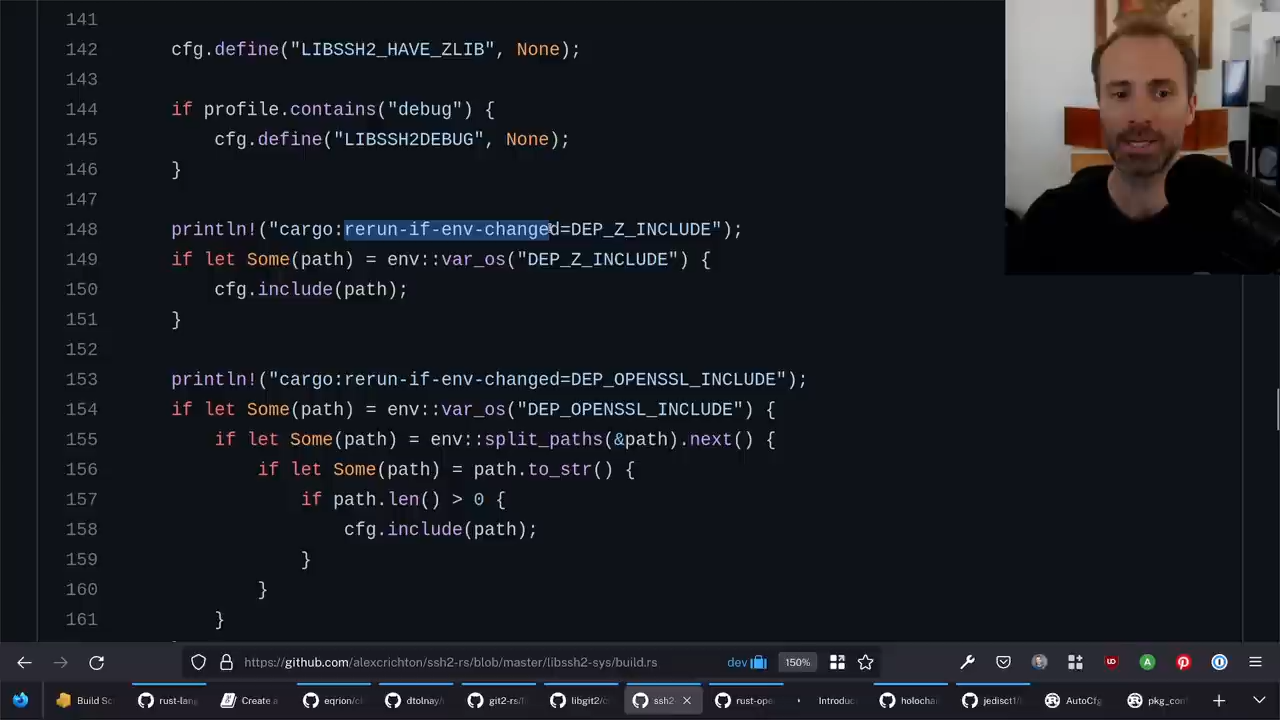 141
142 cfg.define("LIBSSH2_HAVE_ZLIB", None);
143
144 if profile.contains("debug") {
145 cfg.define("LIBSSH2DEBUG", None);
146 }
147
148 println!("cargo:rerun-if-env-changed=DEP_Z_INCLUDE");
149 if let Some(path) = env::var_os("DEP_Z_INCLUDE") {
150 cfg.include(path);
151 }
152
153 println!("cargo:rerun-if-env-changed=DEP_OPENSSL_INCLUDE");
154 if let Some(path) = env::var_os("DEP_OPENSSL_INCLUDE") {
155 if let Some(path) = env::split_paths(&path).next() {
156 if let Some(path) = path.to_str() {
157 if path.len() > 0 {
158 cfg.include(path);
159 }
160 }
161 }
https://github.com/alexcrichton/ssh2-rs/blob/master/libssh2-sys/build.rs dev 150%
Build Sc rust-lang Create a eqrion/c dtolnay/ git2-rs/ libgit2/c ssh2 rust-ope Introduc holochai jedisct1/ AutoCfg pkg_con